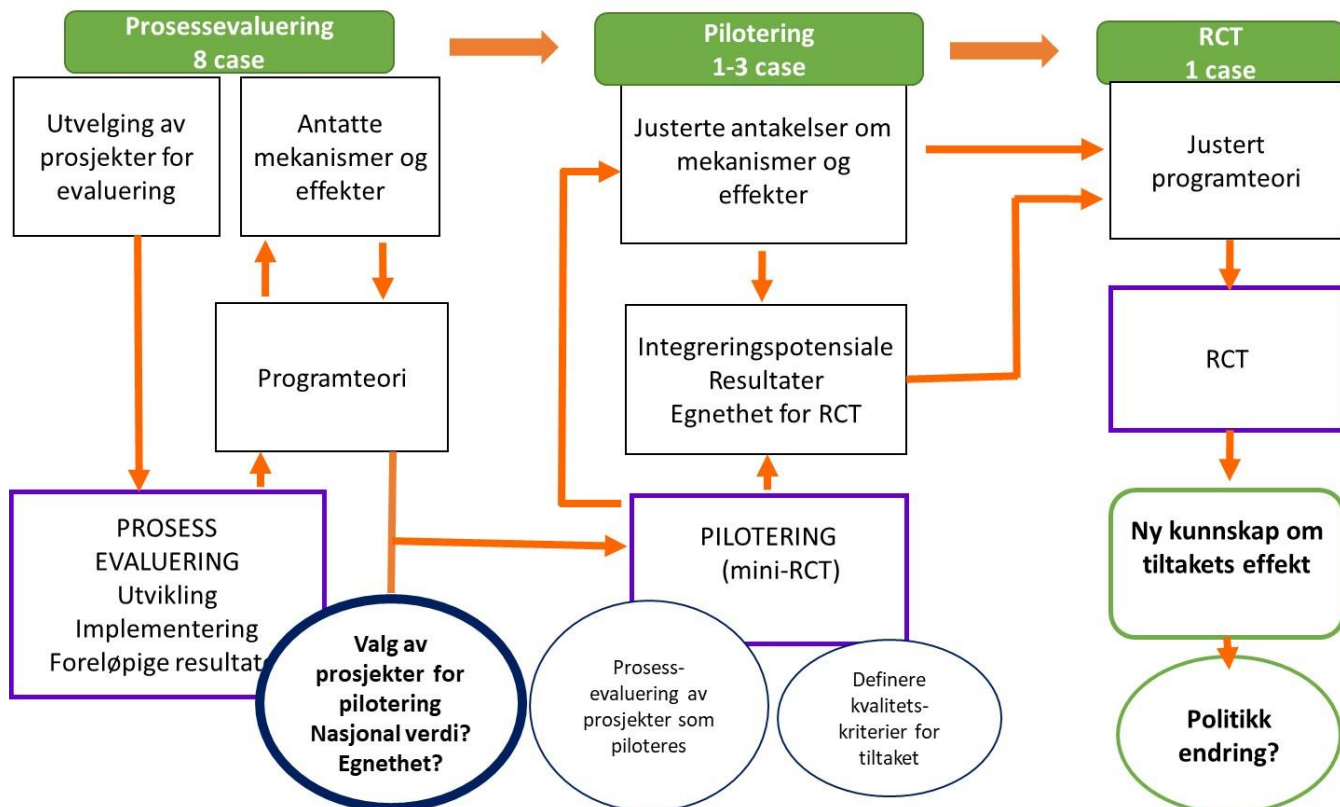 Prosessevaluering
8 case
Pilotering
1-3 case
RCT
1 case
Utvelging av
prosjekter for
evaluering
Antatte
mekanismer og
effekter
Justerte antakelser om
mekanismer og
effekter
Justert
programteori
Programteori
Integreringspotensiale
Resultater
Egnethet for RCT
RCT
PROSESS
EVALUERING
Utvikling
Implementering
Foreløpige resultate
Valg av
prosjekter for
pilotering
Nasjonal verdi?
Egnethet?
PILOTERING
(mini-RCT)
Prosess-
evaluering av
prosjekter som
piloteres
Definere
kvalitets-
kriterier for
tiltaket
Ny kunnskap om
tiltakets effekt
Politikk
endring?